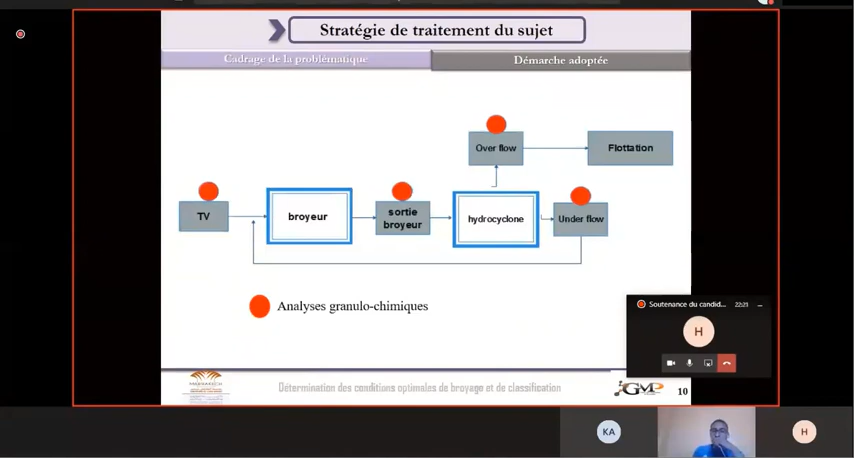 Stratégie de traitement du sujet
Cadrage de la problématique
Démarche adoptée
Over flow
Flottation
TV
broyeur
sortie
broyeur
hydrocyclone
Under flow
Analyses granulo-chimiques
Soutenance du candid...
H
MARRAKECH
Détermination des conditions optimales de broyage et de classification
GMP
10
KA
H